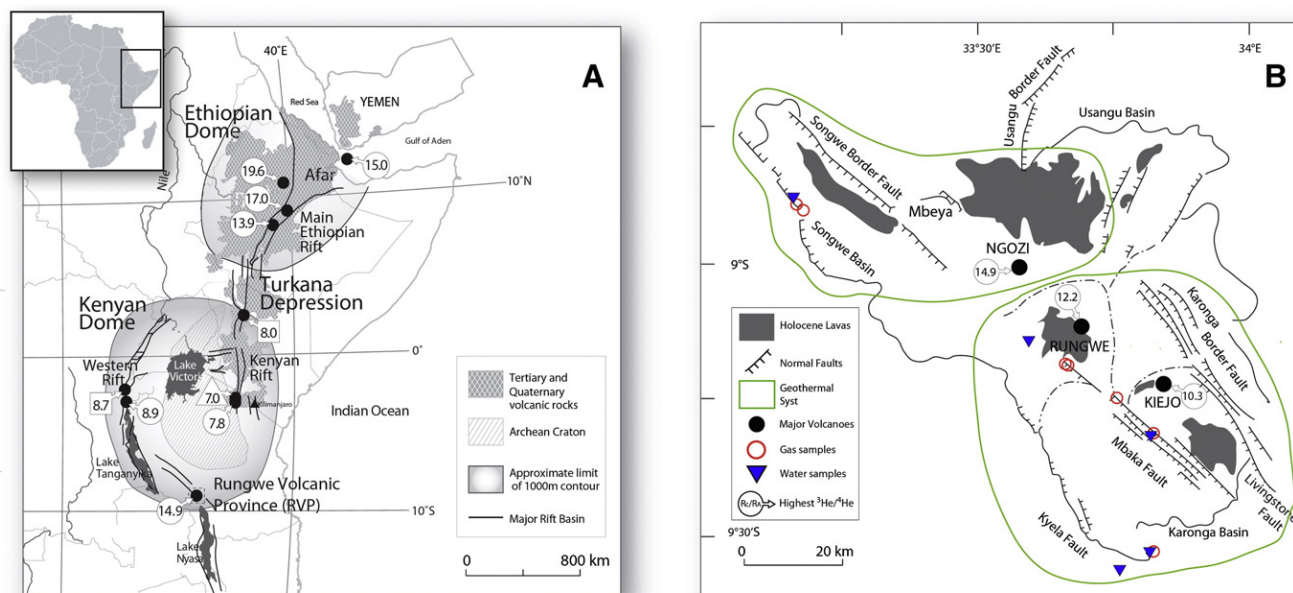 A
40°E
Red Sea
YEMEN
Ethiopian
Dome
Gulf of Aden
Nile
19.6
Afar
15.0
10°N
17.0
13.9
Main
Ethiopian
Rift
Turkana
Depression
Kenyan
Dome
8.0
0°
Western
Rift
Lake
Victoria
Kenyan
Rift
8.7
8.9
7.0
Kilimanjaro
7.8
Indian Ocean
Lake
Tanganyika
Rungwe Volcanic
Province (RVP)
14.9
10°S
Lake
Nyasa
Tertiary and
Quaternary
volcanic rocks
Archean Craton
Approximate limit
of 1000m contour
Major Rift Basin
0
800 km
B
33°30'E
34°E
Usangu Border Fault
Usangu Basin
Songwe Border Fault
Mbeya
Songwe Basin
NGOZI
14.9
9°S
12.2
RUNGWE
Karonga
Border Fault
KIEJO
10.3
Mbaka Fault
Livingstone
Fault
Kyela Fault
Karonga Basin
9°30'S
Holocene Lavas
Normal Faults
Geothermal
Syst
Major Volcanoes
Gas samples
Water samples
Rc/RA
Highest ³He/⁴He
0
20 km